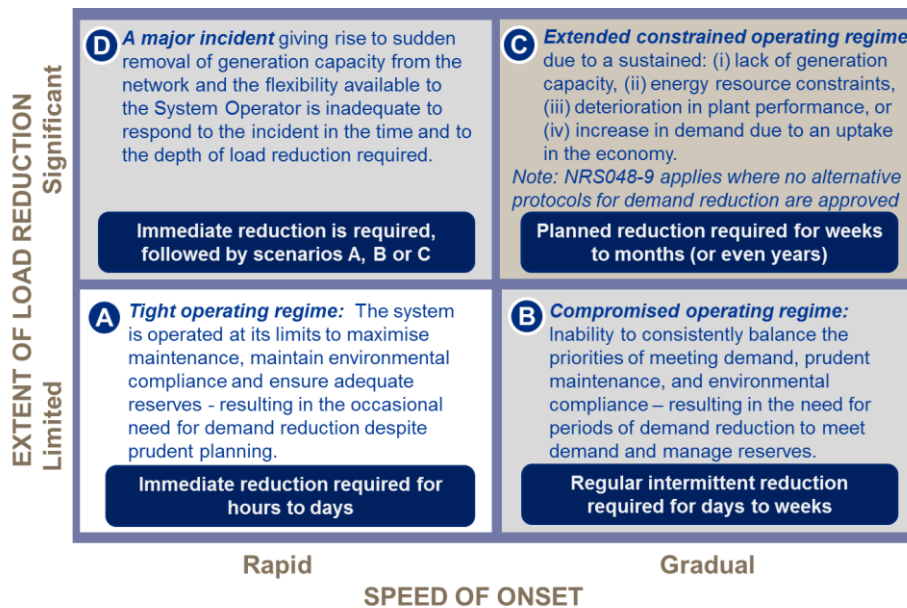 EXTENT OF LOAD REDUCTION
Significant
Limited
D
A major incident giving rise to sudden
removal of generation capacity from the
network and the flexibility available to
the System Operator is inadequate to
respond to the incident in the time and to
the depth of load reduction required.
Immediate reduction is required,
followed by scenarios A, B or C
C
Extended constrained operating regime
due to a sustained: (i) lack of generation
capacity, (ii) energy resource constraints,
(iii) deterioration in plant performance, or
(iv) increase in demand due to an uptake
in the economy.
Note: NRS048-9 applies where no alternative
protocols for demand reduction are approved
Planned reduction required for weeks
to months (or even years)
A
Tight operating regime: The system
is operated at its limits to maximise
maintenance, maintain environmental
compliance and ensure adequate
reserves - resulting in the occasional
need for demand reduction despite
prudent planning.
Immediate reduction required for
hours to days
B
Compromised operating regime:
Inability to consistently balance the
priorities of meeting demand, prudent
maintenance, and environmental
compliance – resulting in the need for
periods of demand reduction to meet
demand and manage reserves.
Regular intermittent reduction
required for days to weeks
Rapid
Gradual
SPEED OF ONSET